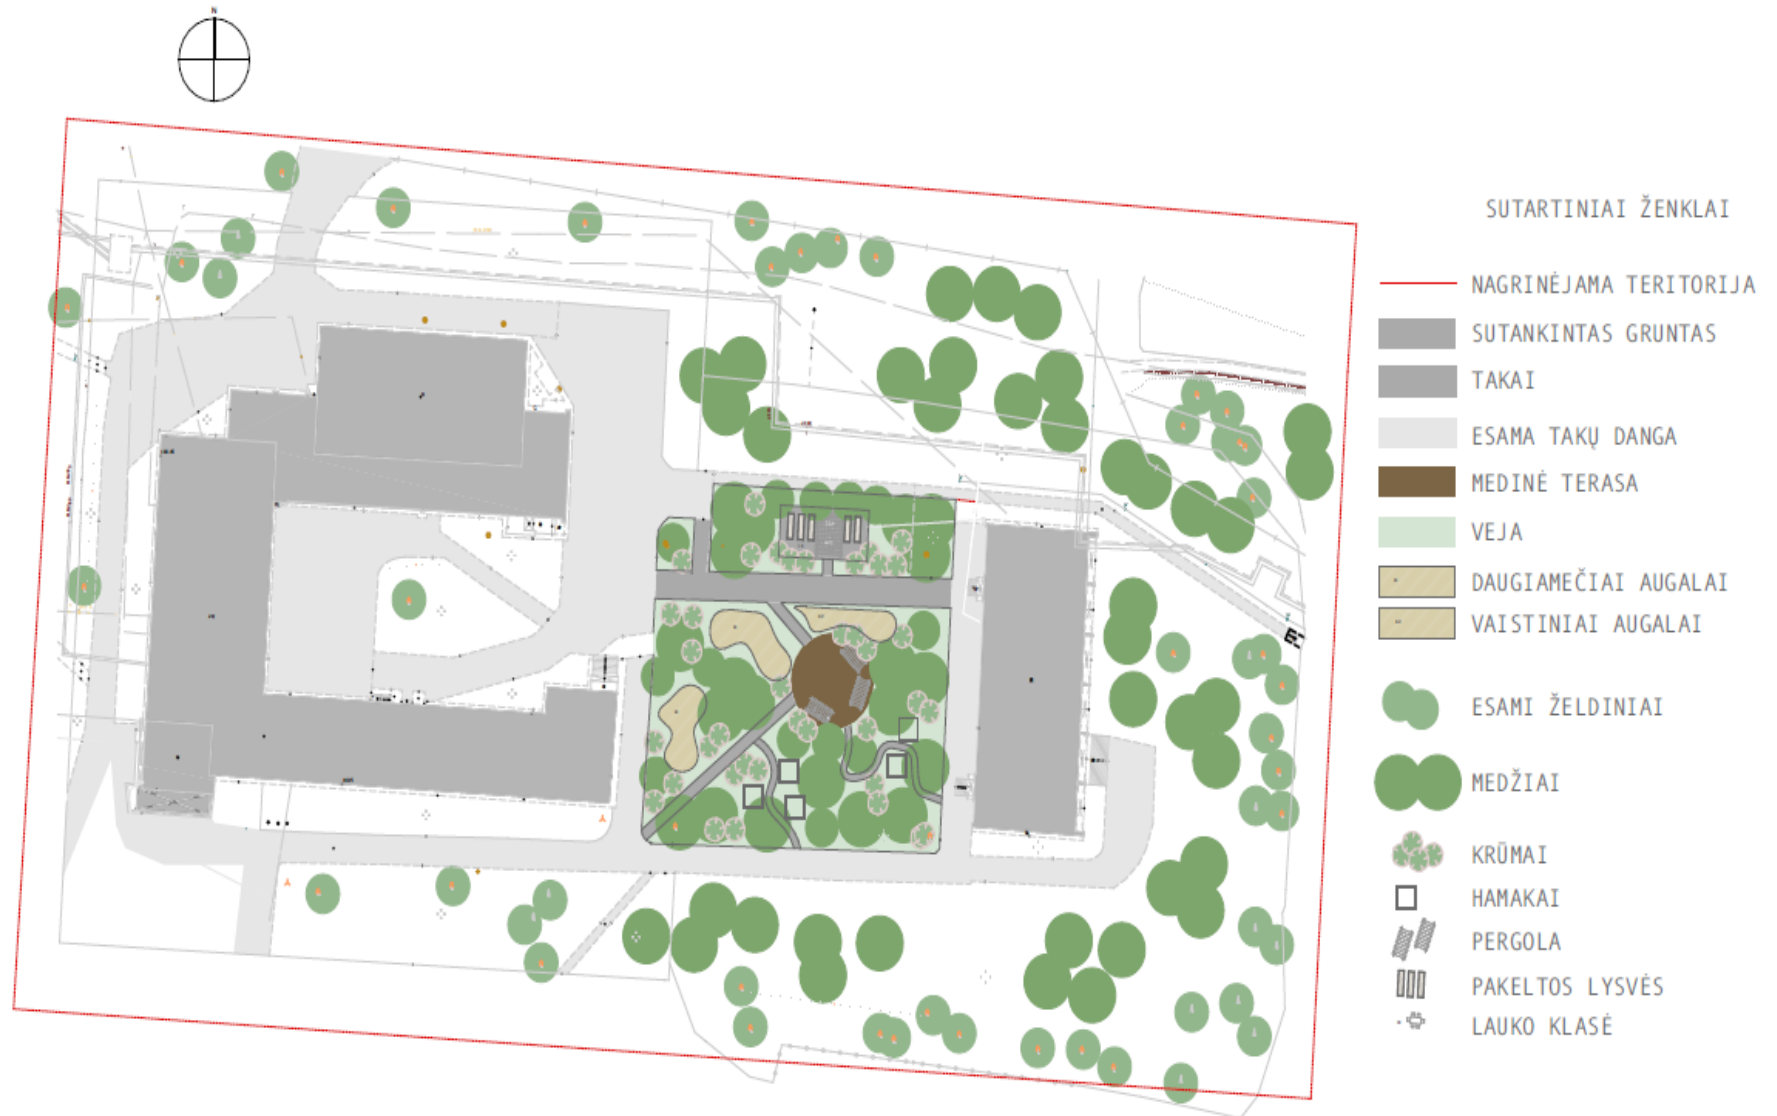 N
SUTARTINIAI ŽENKLAI
NAGRINĖJAMA TERITORIJA
SUTANKINTAS GRUNTAS
TAKAI
ESAMA TAKŲ DANGA
MEDINĖ TERASA
VEJA
DAUGIAMEČIAI AUGALAI
VAISTINIAI AUGALAI
ESAMI ŽELDINIAI
MEDŽIAI
KRŪMAI
HAMAKAI
PERGOLA
PAKELTOS LYSVĖS
LAUKO KLASĖ